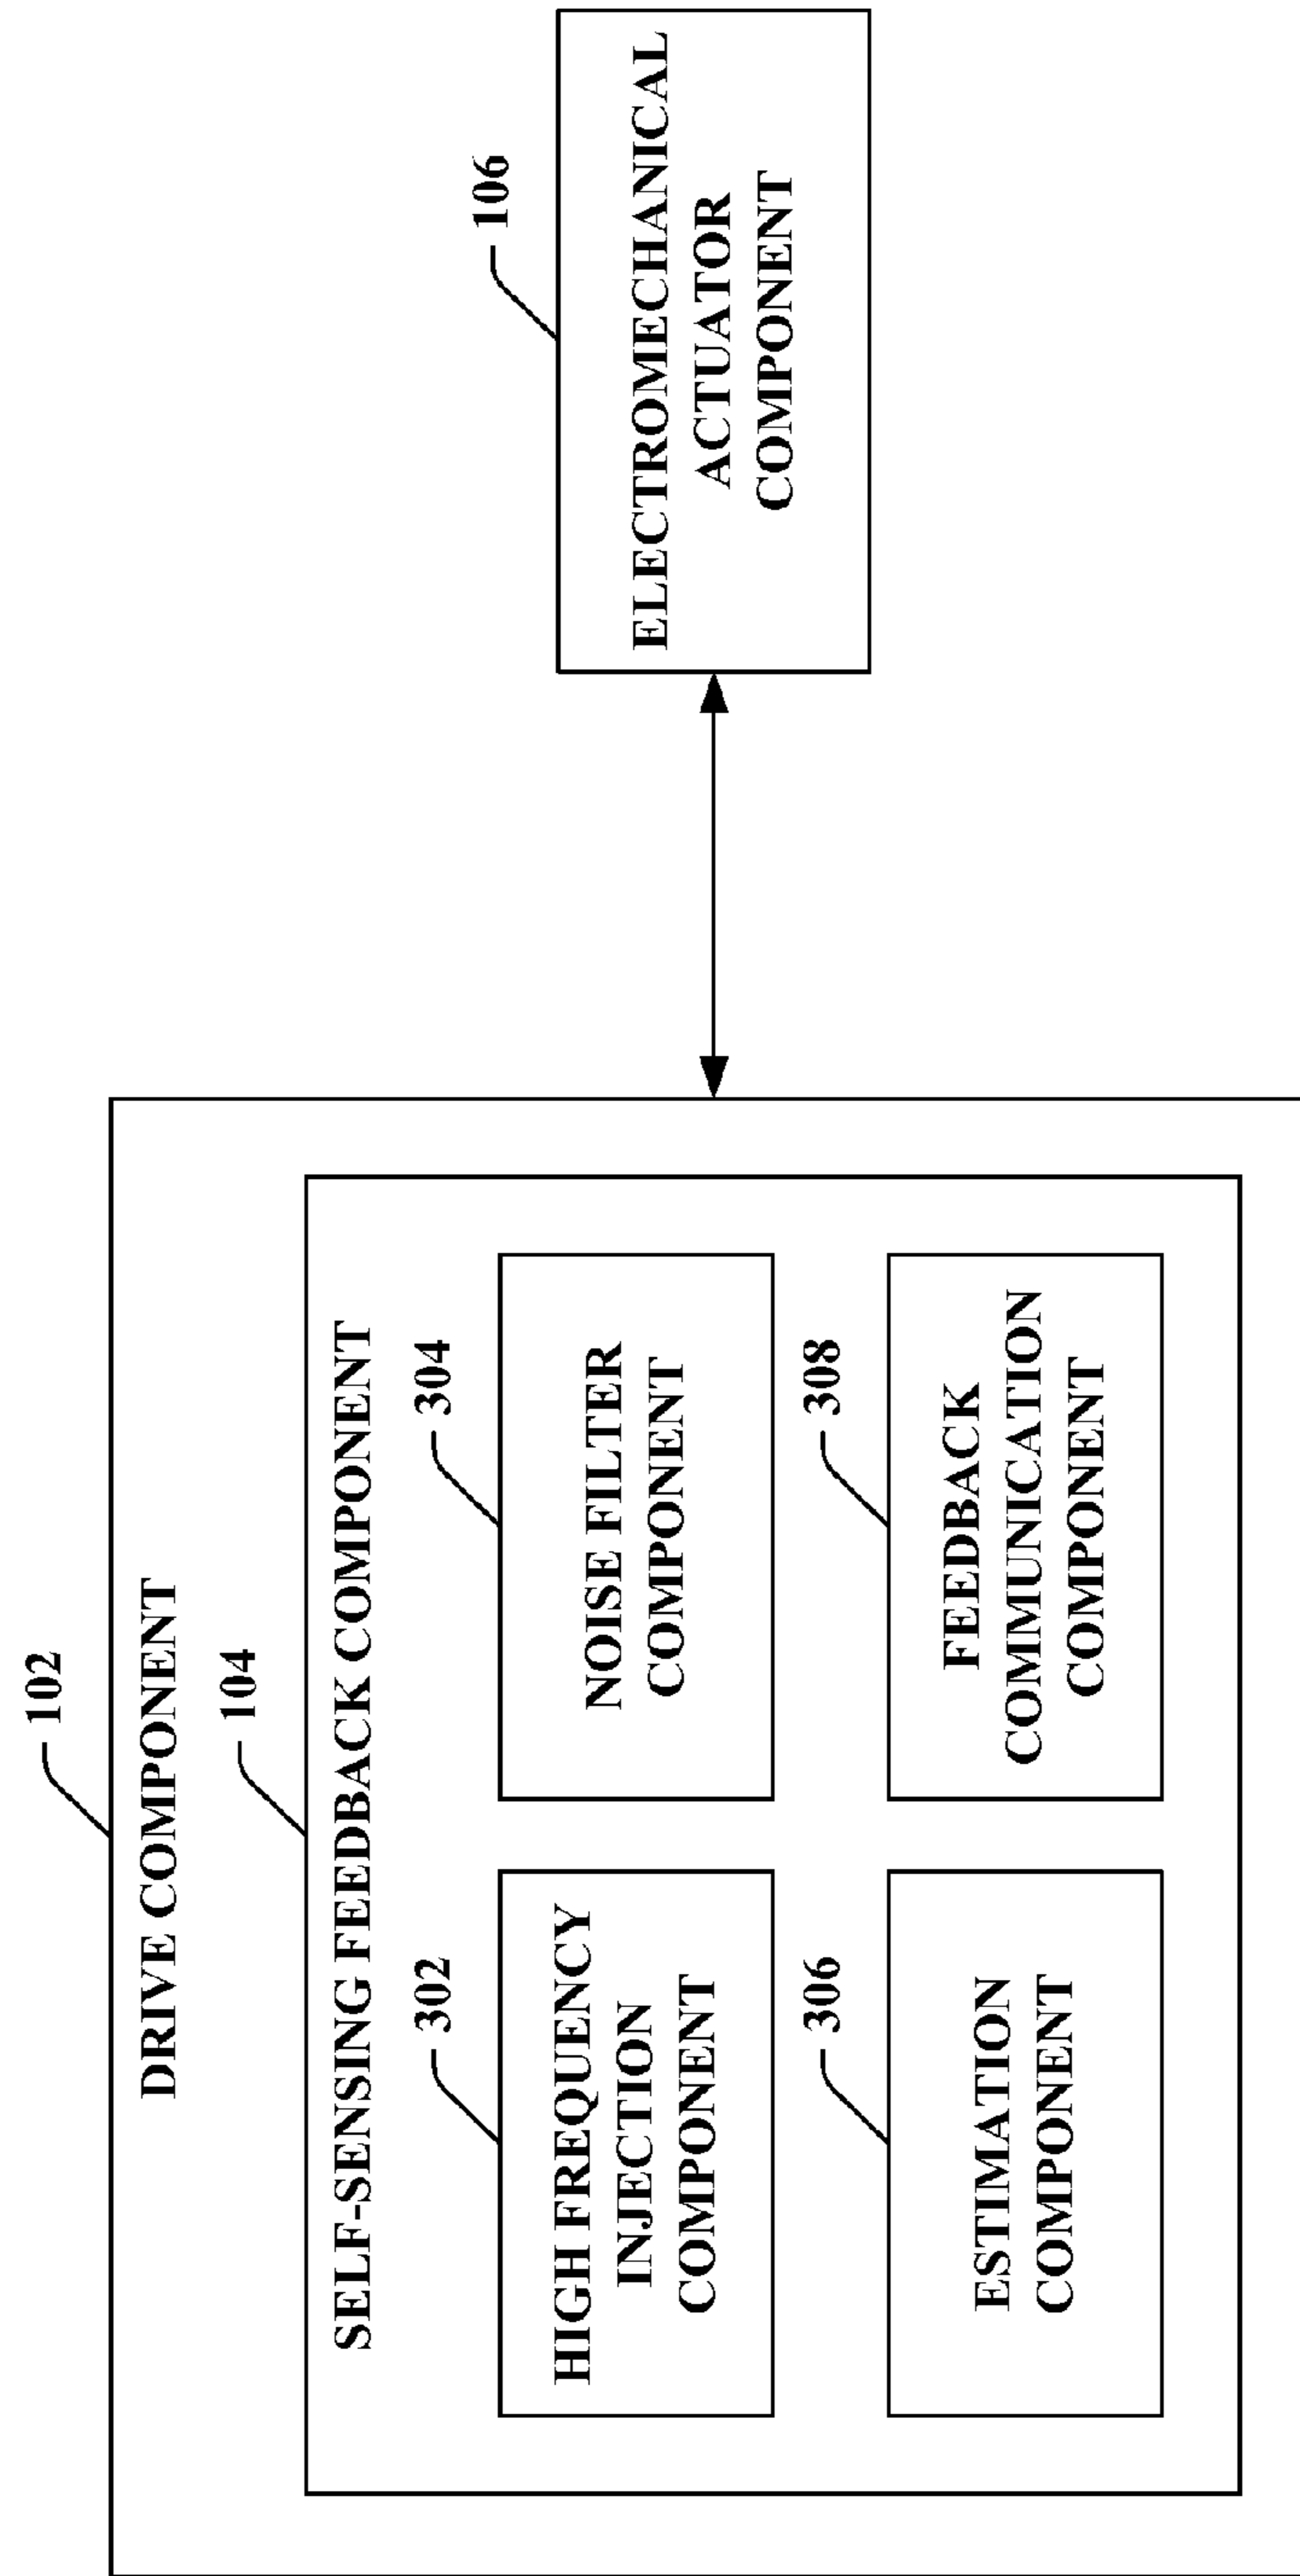 102
DRIVE COMPONENT
104
SELF-SENSING FEEDBACK COMPONENT
302
HIGH FREQUENCY
INJECTION
COMPONENT
304
NOISE FILTER
COMPONENT
306
ESTIMATION
COMPONENT
308
FEEDBACK
COMMUNICATION
COMPONENT
106
ELECTROMECHANICAL
ACTUATOR
COMPONENT